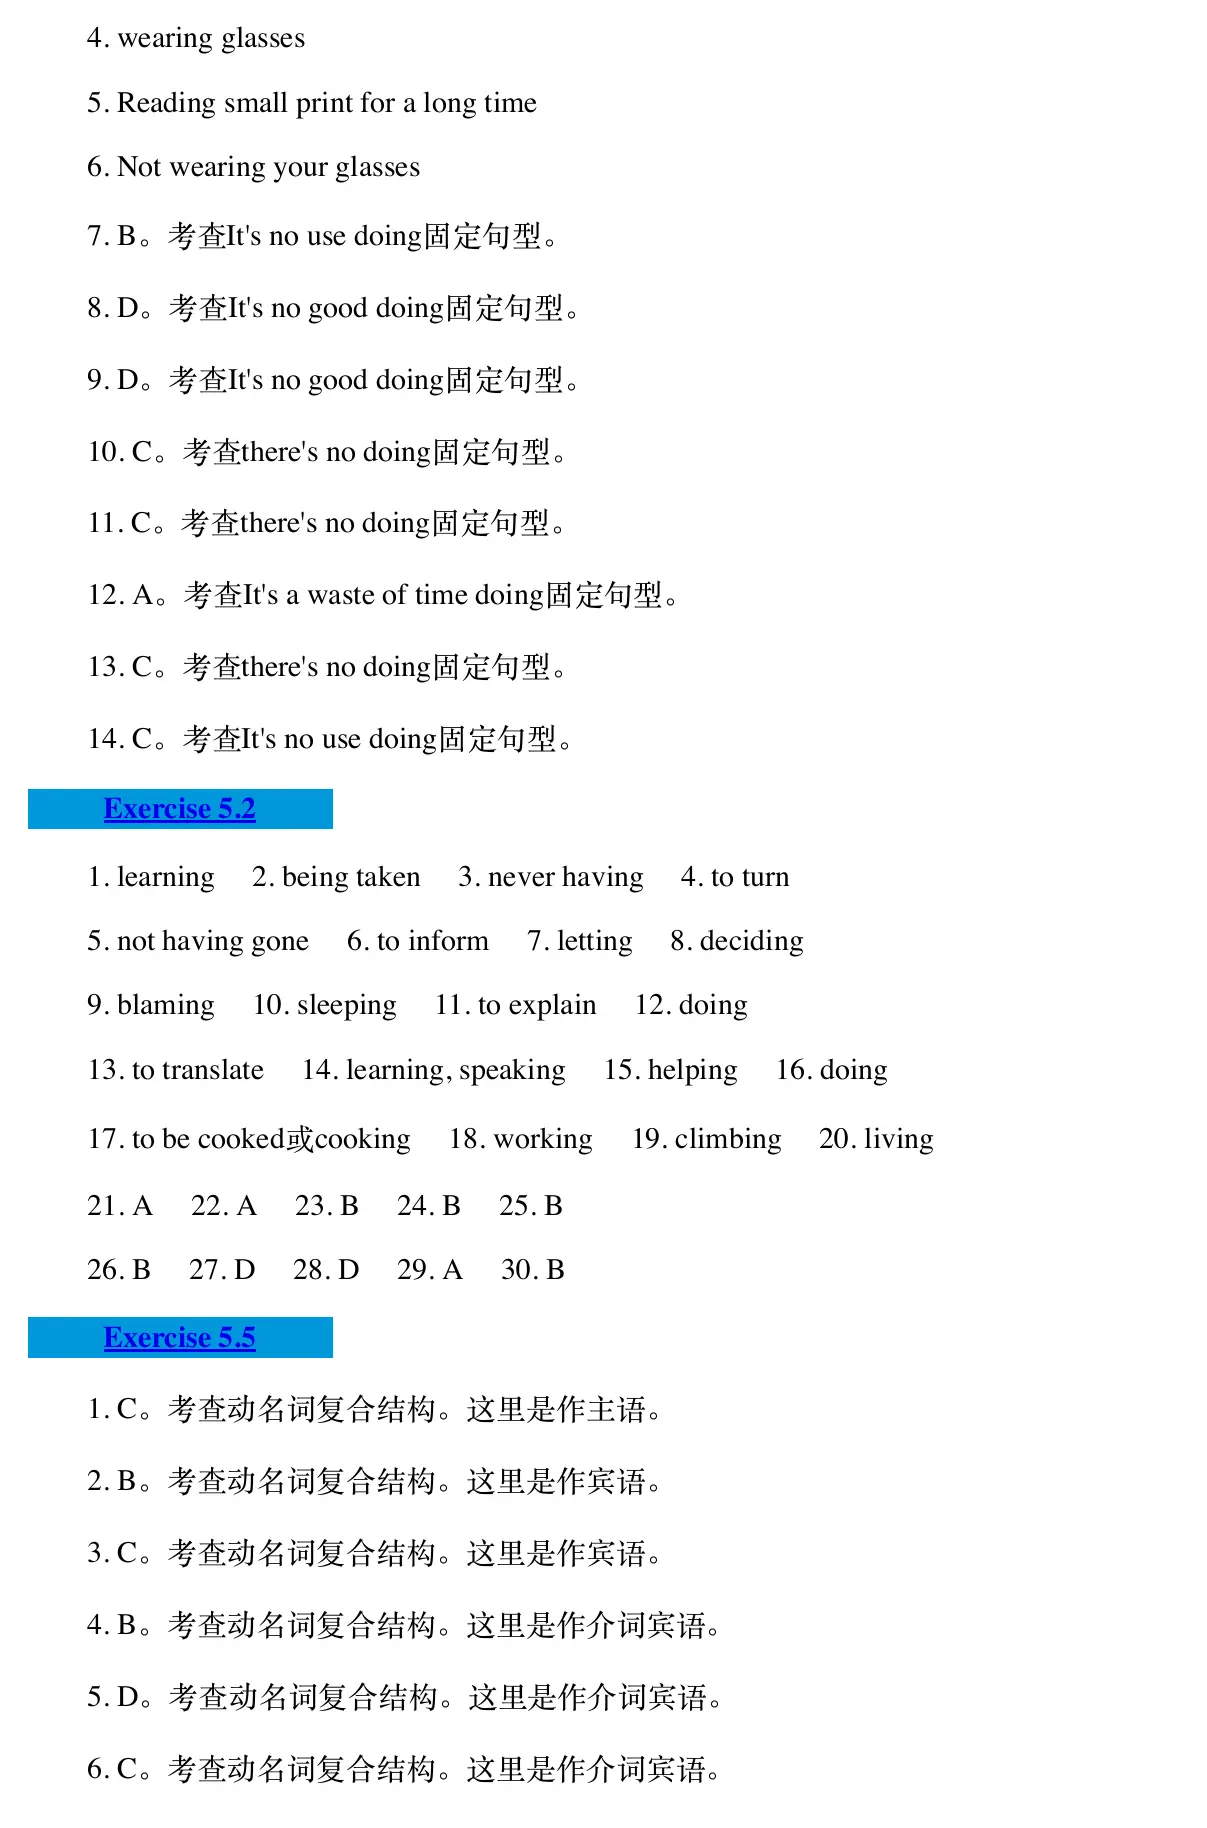 4. wearing glasses
5. Reading small print for a long time
6. Not wearing your glasses
7. B。考查It's no use doing固定句型。
8. D。考查It's no good doing固定句型。
9. D。考查It's no good doing固定句型。
10. C。考查there's no doing固定句型。
11. C。考查there's no doing固定句型。
12. A。考查It's a waste of time doing固定句型。
13. C。考查there's no doing固定句型。
14. C。考查It's no use doing固定句型。
Exercise 5.2
1. learning 2. being taken 3. never having 4. to turn
5. not having gone 6. to inform 7. letting 8. deciding
9. blaming 10. sleeping 11. to explain 12. doing
13. to translate 14. learning, speaking 15. helping 16. doing
17. to be cooked或cooking 18. working 19. climbing 20. living
21. A 22. A 23. B 24. B 25. B
26. B 27. D 28. D 29. A 30. B
Exercise 5.5
1. C。考查动名词复合结构。这里是作主语。
2. B。考查动名词复合结构。这里是作宾语。
3. C。考查动名词复合结构。这里是作宾语。
4. B。考查动名词复合结构。这里是作介词宾语。
5. D。考查动名词复合结构。这里是作介词宾语。
6. C。考查动名词复合结构。这里是作介词宾语。